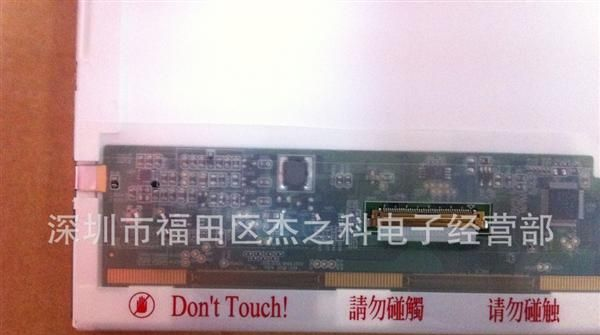 深圳市福田区杰之科电子经营部
Don't Touch! 請勿碰觸 请勿碰触